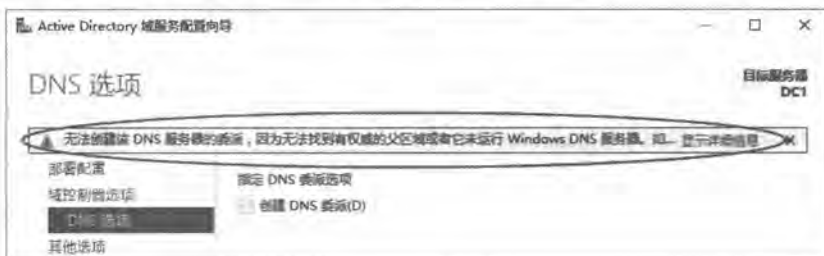 Active Directory 域服务配置向导
DNS 选项
目标服务器
DC1
无法创建该 DNS 服务器的委派，因为无法找到有权威的父区域或者它未运行 Windows DNS 服务器。如... 显示详细信息
部署配置
域控制器选项
DNS 选项
其他选项
指定 DNS 委派选项
创建 DNS 委派(D)